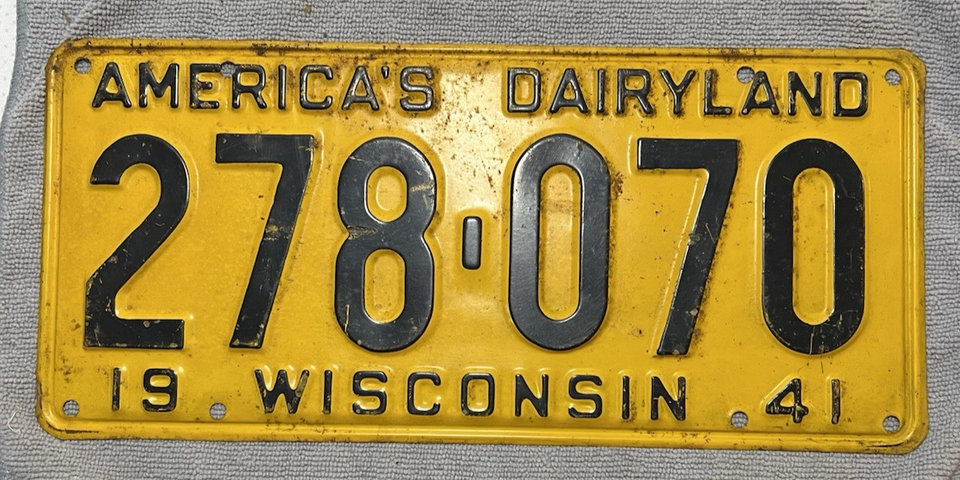 AMERICA'S DAIRYLAND
278-070
19 WISCONSIN 41